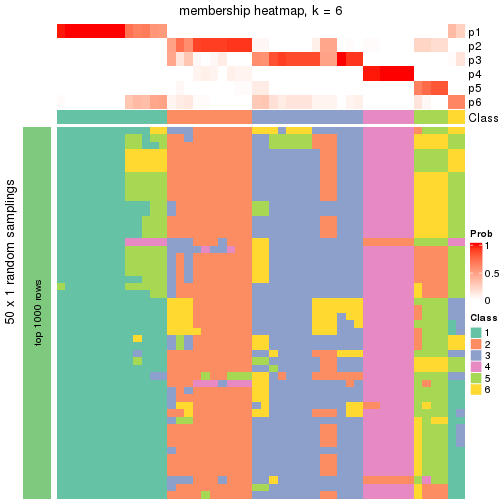 membership heatmap, k = 6
p1
p2
p3
p4
p5
p6
Class
50 x 1 random samplings
top 1000 rows
Prob
1
0.5
0
Class
1
2
3
4
5
6